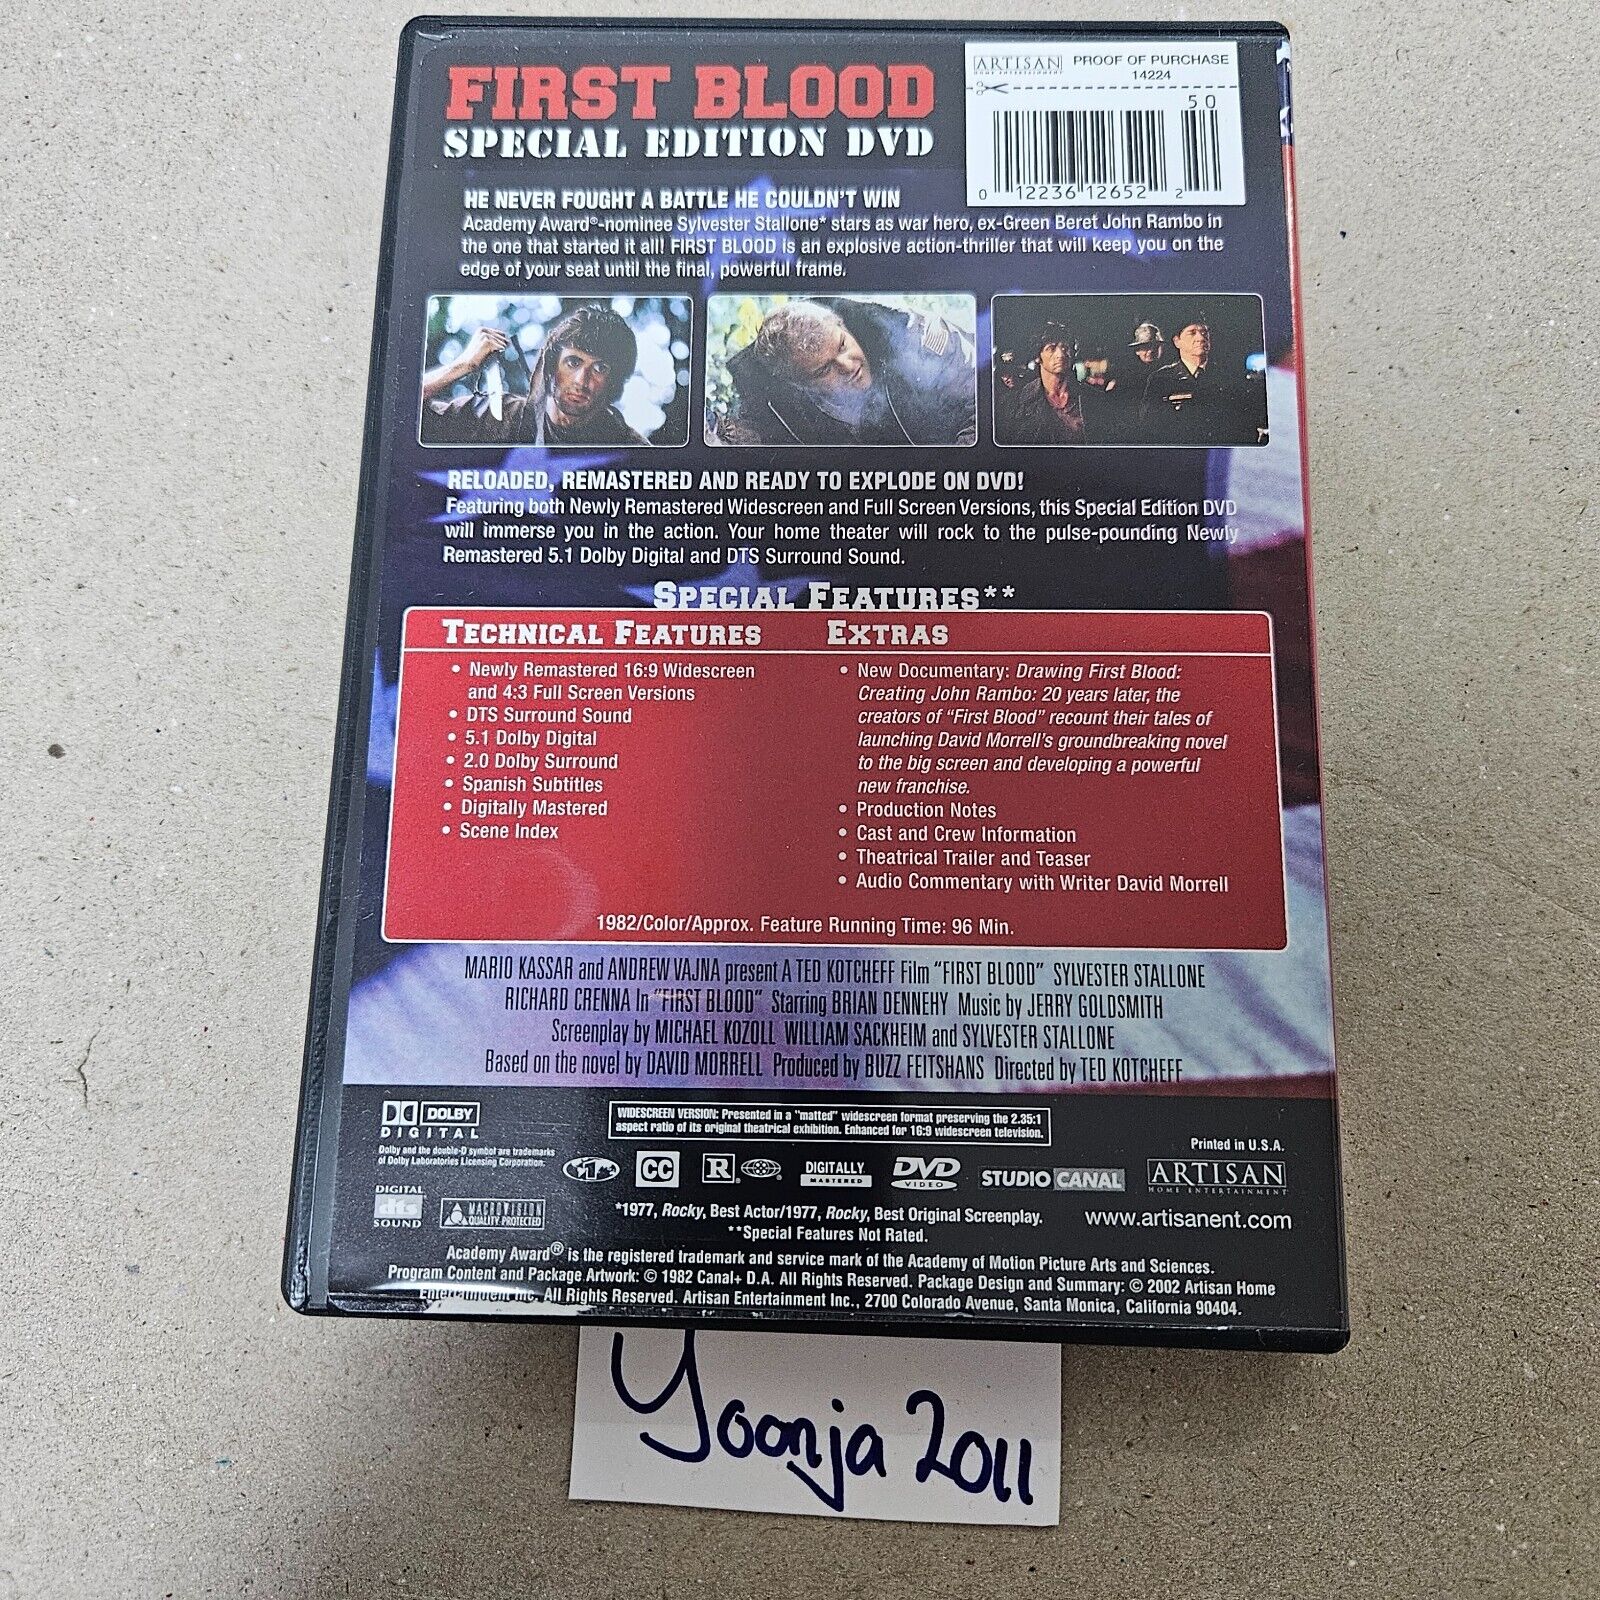 FIRST BLOOD
SPECIAL EDITION DVD
ARTISAN
HOME ENTERTAINMENT
PROOF OF PURCHASE
14224
50
0 12236 12652 2
HE NEVER FOUGHT A BATTLE HE COULDN'T WIN
Academy Award®-nominee Sylvester Stallone* stars as war hero, ex-Green Beret John Rambo in
the one that started it all! FIRST BLOOD is an explosive action-thriller that will keep you on the
edge of your seat until the final, powerful frame.
RELOADED, REMASTERED AND READY TO EXPLODE ON DVD!
Featuring both Newly Remastered Widescreen and Full Screen Versions, this Special Edition DVD
will immerse you in the action. Your home theater will rock to the pulse-pounding Newly
Remastered 5.1 Dolby Digital and DTS Surround Sound.
SPECIAL FEATURES**
TECHNICAL FEATURES
• Newly Remastered 16:9 Widescreen
and 4:3 Full Screen Versions
• DTS Surround Sound
• 5.1 Dolby Digital
• 2.0 Dolby Surround
• Spanish Subtitles
• Digitally Mastered
• Scene Index
EXTRAS
• New Documentary: Drawing First Blood:
Creating John Rambo: 20 years later, the
creators of "First Blood" recount their tales of
launching David Morrell's groundbreaking novel
to the big screen and developing a powerful
new franchise.
• Production Notes
• Cast and Crew Information
• Theatrical Trailer and Teaser
• Audio Commentary with Writer David Morrell
1982/Color/Approx. Feature Running Time: 96 Min.
MARIO KASSAR and ANDREW VAJNA present A TED KOTCHEFF Film "FIRST BLOOD" SYLVESTER STALLONE
RICHARD CRENNA In "FIRST BLOOD" Starring BRIAN DENNEHY Music by JERRY GOLDSMITH
Screenplay by MICHAEL KOZOLL WILLIAM SACKHEIM and SYLVESTER STALLONE
Based on the novel by DAVID MORRELL Produced by BUZZ FEITSHANS Directed by TED KOTCHEFF
DOLBY
DIGITAL
Dolby and the double-D symbol are trademarks
of Dolby Laboratories Licensing Corporation.
WIDESCREEN VERSION: Presented in a "matted" widescreen format preserving the 2.35:1
aspect ratio of its original theatrical exhibition. Enhanced for 16:9 widescreen television.
Printed in U.S.A.
1
CC
R
DIGITALLY
MASTERED
DVD
VIDEO
STUDIO CANAL
ARTISAN
HOME ENTERTAINMENT
DIGITAL
dts
SOUND
MACROVISION
QUALITY PROTECTED
*1977, Rocky, Best Actor/1977, Rocky, Best Original Screenplay.
**Special Features Not Rated.
www.artisanent.com
Academy Award® is the registered trademark and service mark of the Academy of Motion Picture Arts and Sciences.
Program Content and Package Artwork: © 1982 Canal+ D.A. All Rights Reserved. Package Design and Summary: © 2002 Artisan Home
Entertainment Inc. All Rights Reserved. Artisan Entertainment Inc., 2700 Colorado Avenue, Santa Monica, California 90404.
Yoonja 2011